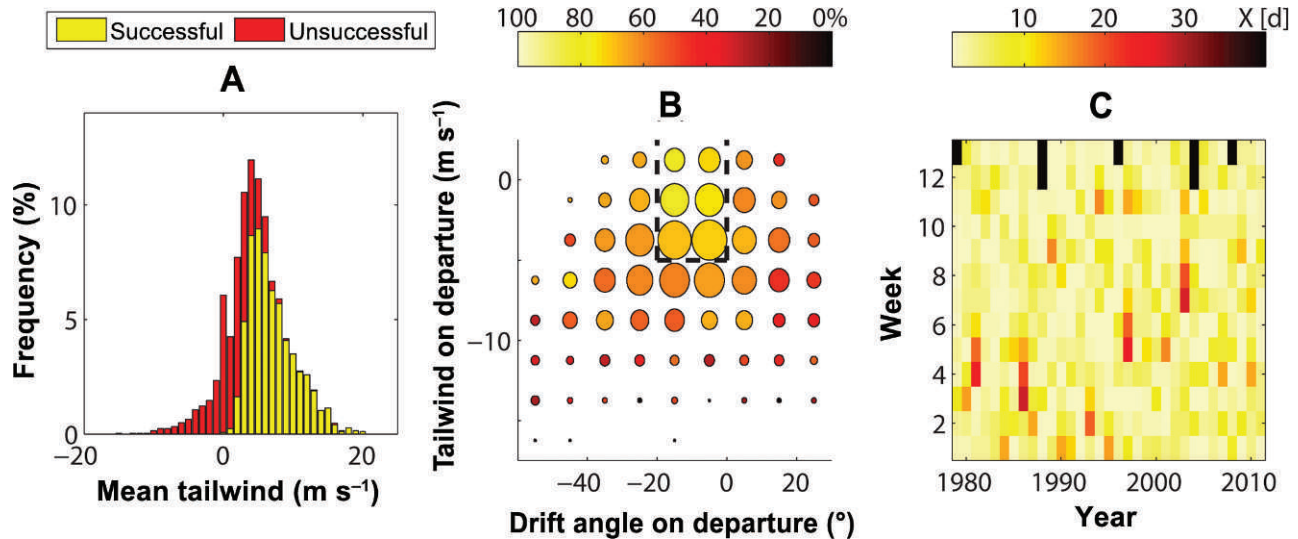 Successful Unsuccessful
A
Frequency (%)
10
5
0
−20 0 20
Mean tailwind (m s⁻¹)
100 80 60 40 20 0%
B
Tailwind on departure (m s⁻¹)
0
−10
−40 −20 0 20
Drift angle on departure (°)
10 20 30 X [d]
C
Week
12
10
8
6
4
2
1980 1990 2000 2010
Year